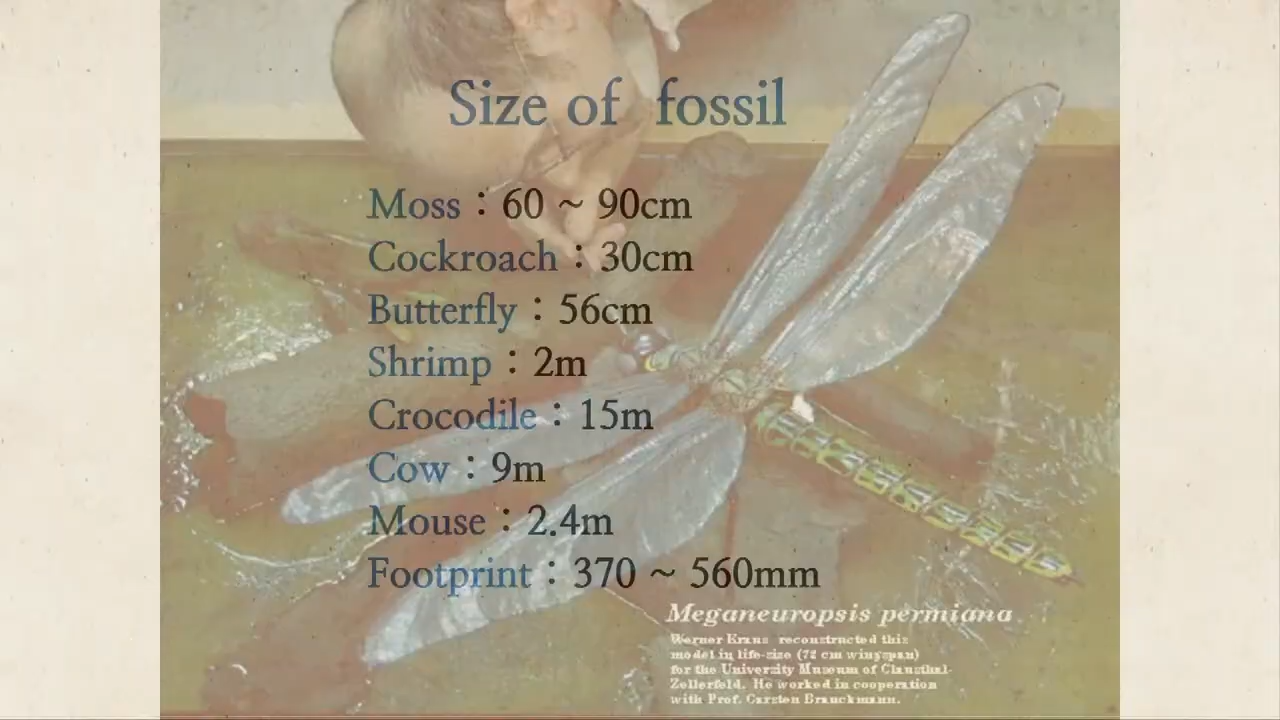 Size of fossil
Moss : 60 ~ 90cm
Cockroach : 30cm
Butterfly : 56cm
Shrimp : 2m
Crocodile : 15m
Cow : 9m
Mouse : 2.4m
Footprint : 370 ~ 560mm
Meganeuropsis permiana
Werner Kraus reconstructed this
model in life-size (72 cm wingspan)
for the University Museum of Clausthal-
Zellerfeld. He worked in cooperation
with Prof. Carsten Brauckmann.